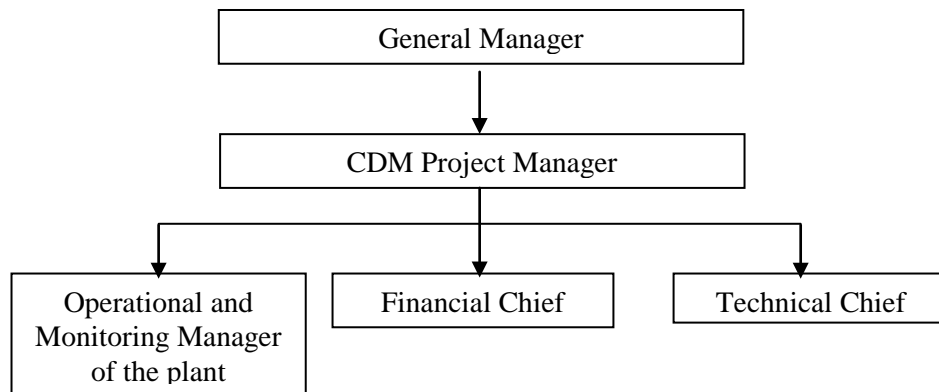 General Manager
CDM Project Manager
Operational and
Monitoring Manager
of the plant
Financial Chief
Technical Chief